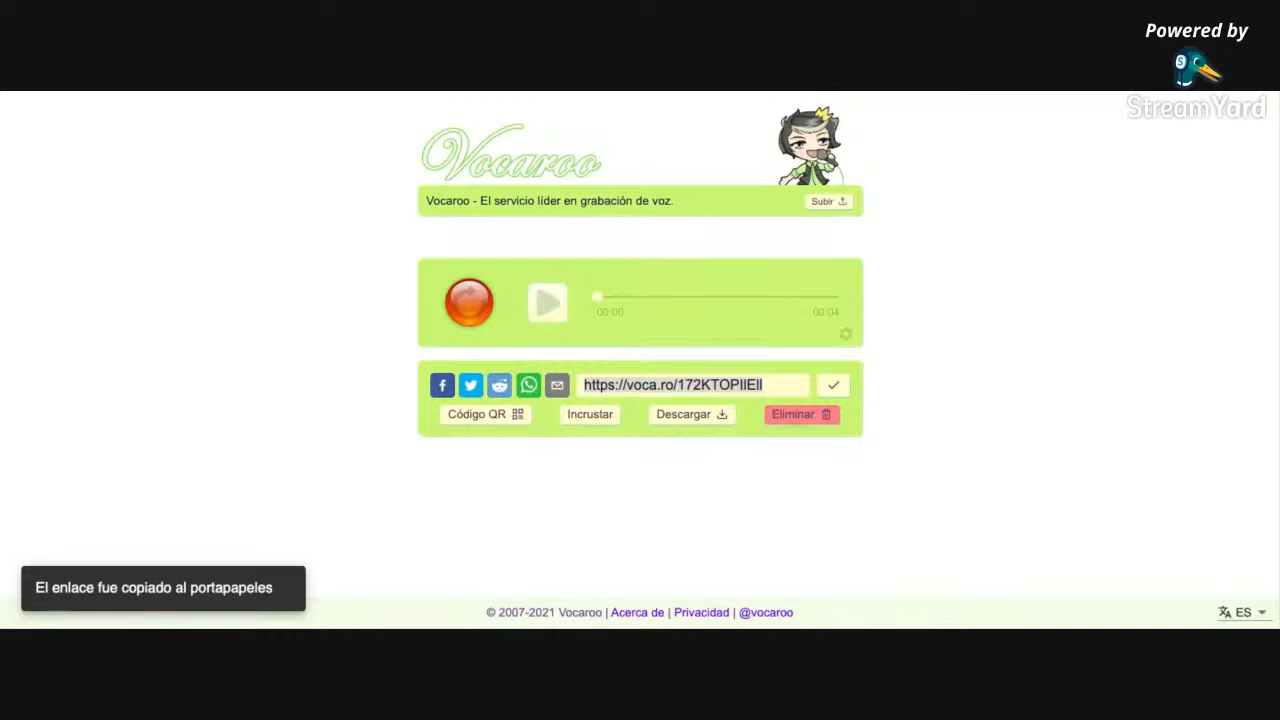 Powered by
StreamYard
Vocaroo
Vocaroo - El servicio líder en grabación de voz.
Subir
00:00
00:04
https://voca.ro/172KTOPIlEIl
Código QR
Incrustar
Descargar
Eliminar
El enlace fue copiado al portapapeles
© 2007-2021 Vocaroo | Acerca de | Privacidad | @vocaroo
ES